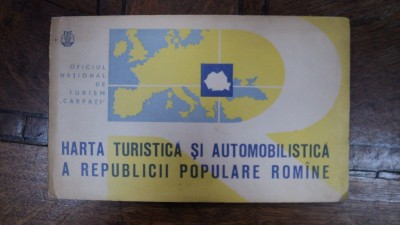 OFICIUL
NAȚIONAL
DE
TURISM
„CARPAȚI”
HARTA TURISTICA ȘI AUTOMOBILISTICA
A REPUBLICII POPULARE ROMÎNE